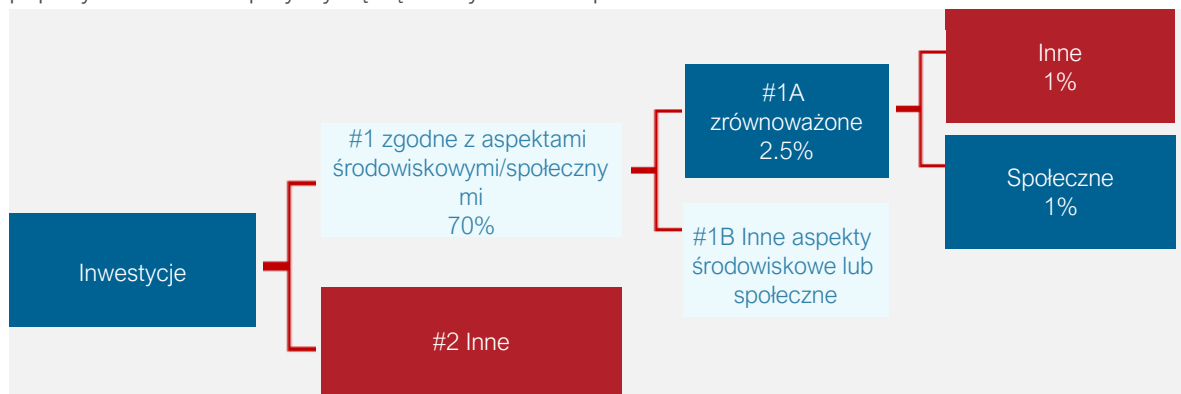 Inwestycje
#1 zgodne z aspektami
środowiskowymi/społeczny
mi
70%
#2 Inne
#1A
zrównoważone
2.5%
#1B Inne aspekty
środowiskowe lub
społeczne
Inne
1%
Społeczne
1%